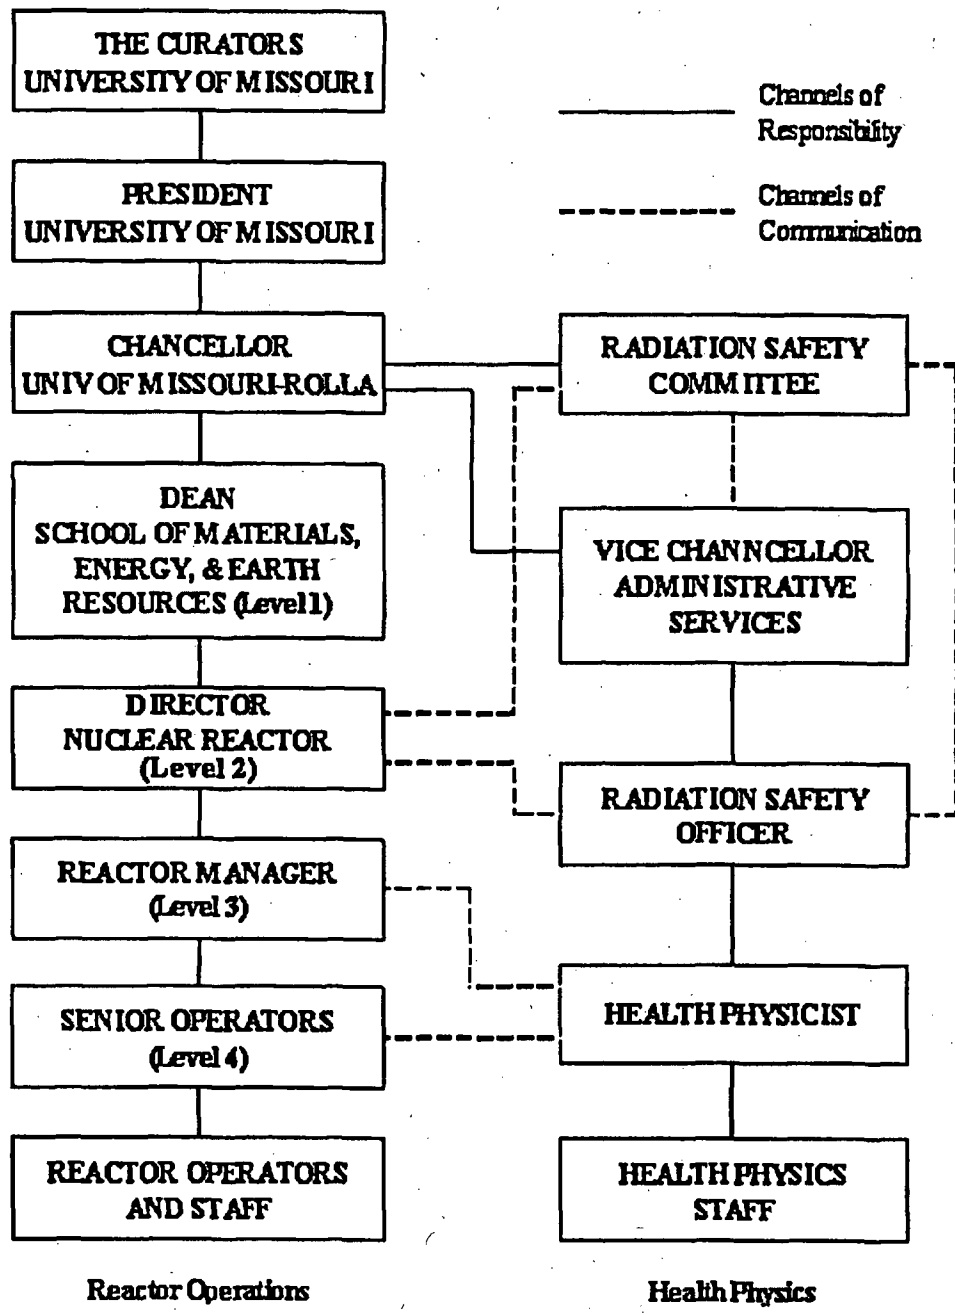 THE CURATORS
UNIVERSITY OF MISSOURI
Channels of
Responsibility
PRESIDENT
UNIVERSITY OF MISSOURI
Channels of
Communication
CHANCELLOR
UNIV OF MISSOURI-ROLLA
RADIATION SAFETY
COMMITTEE
DEAN
SCHOOL OF MATERIALS,
ENERGY, & EARTH
RESOURCES (Level 1)
VICE CHANNCELLOR
ADMINISTRATIVE
SERVICES
DIRECTOR
NUCLEAR REACTOR
(Level 2)
RADIATION SAFETY
OFFICER
REACTOR MANAGER
(Level 3)
SENIOR OPERATORS
(Level 4)
HEALTH PHYSICIST
REACTOR OPERATORS
AND STAFF
HEALTH PHYSICS
STAFF
Reactor Operations
Health Physics